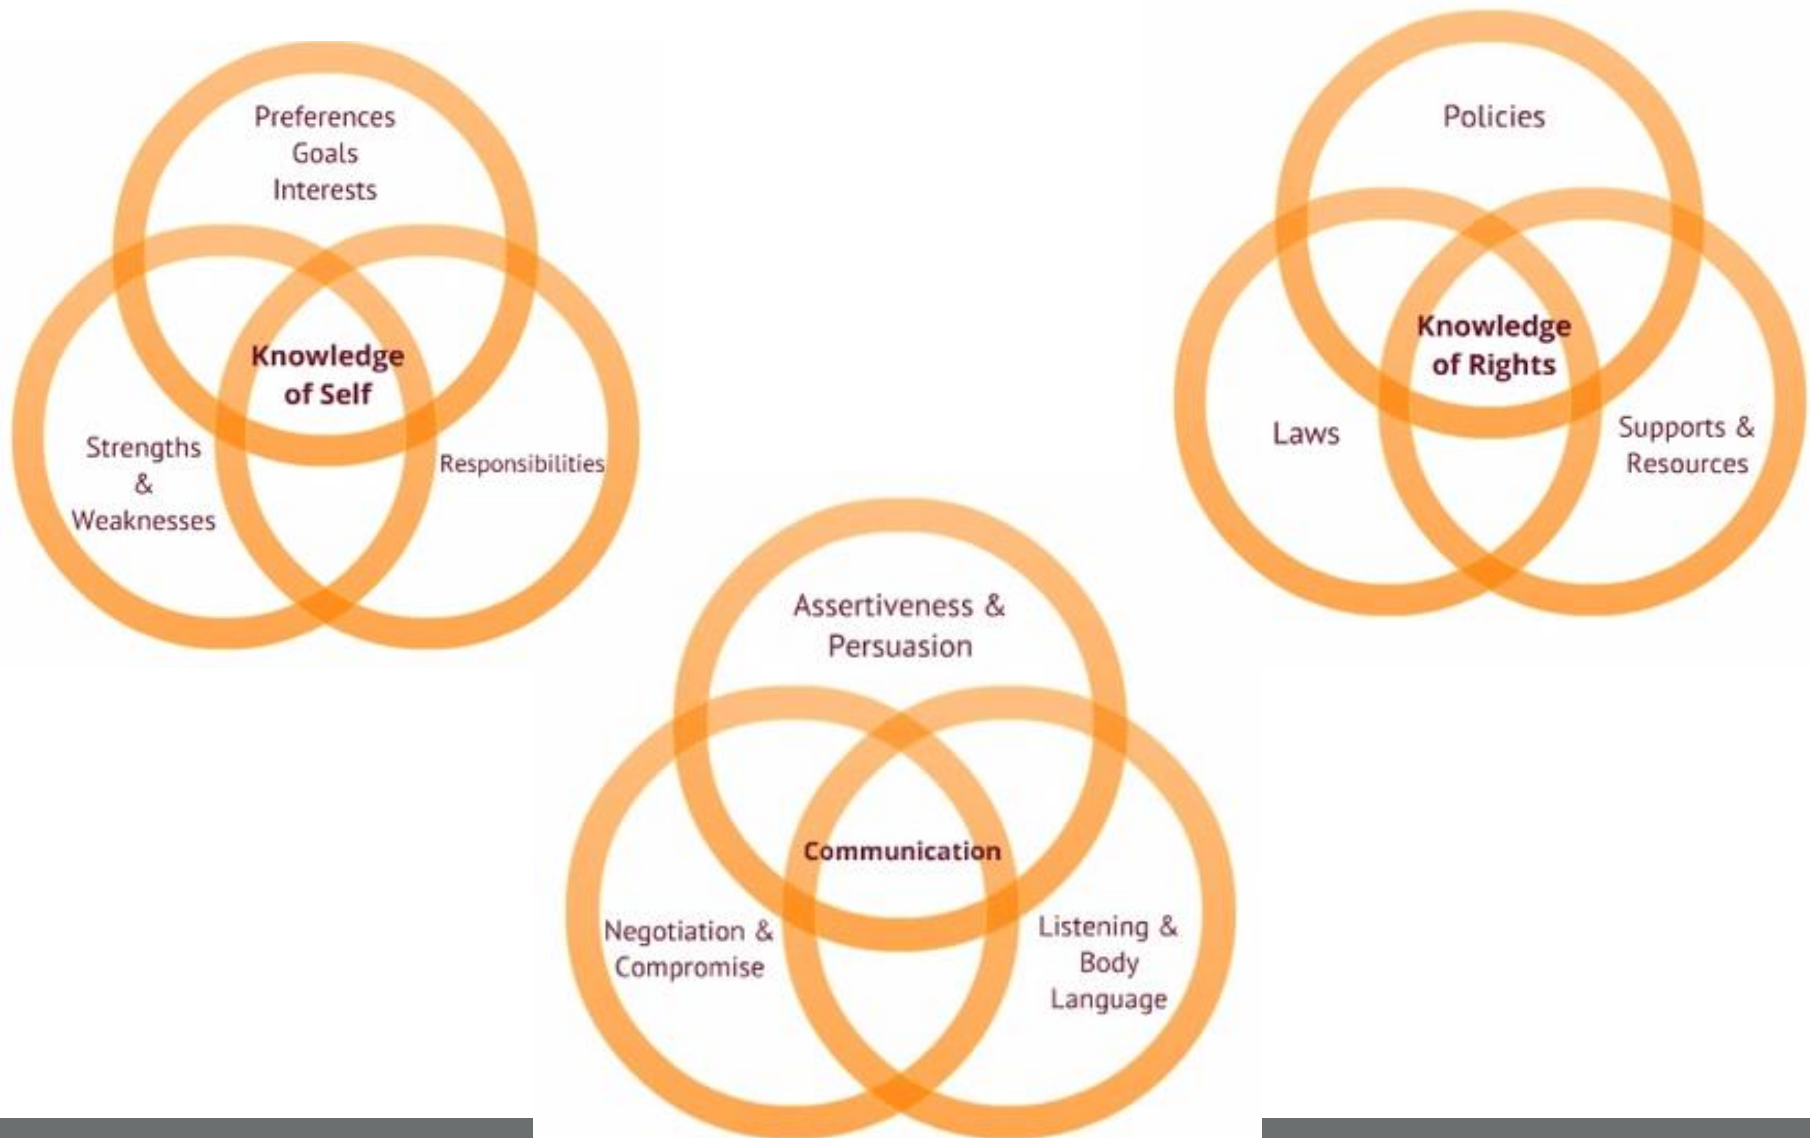 Preferences
Goals
Interests
Knowledge
of Self
Strengths
&
Weaknesses
Responsibilities
Policies
Knowledge
of Rights
Laws
Supports &
Resources
Assertiveness &
Persuasion
Communication
Negotiation &
Compromise
Listening &
Body
Language